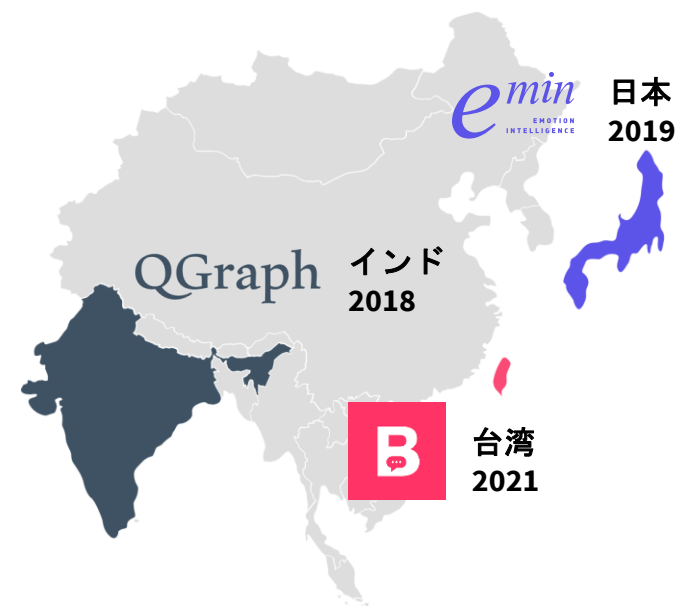 emin
EMOTION
INTELLIGENCE
日本
2019
QGraph
インド
2018
B
台湾
2021